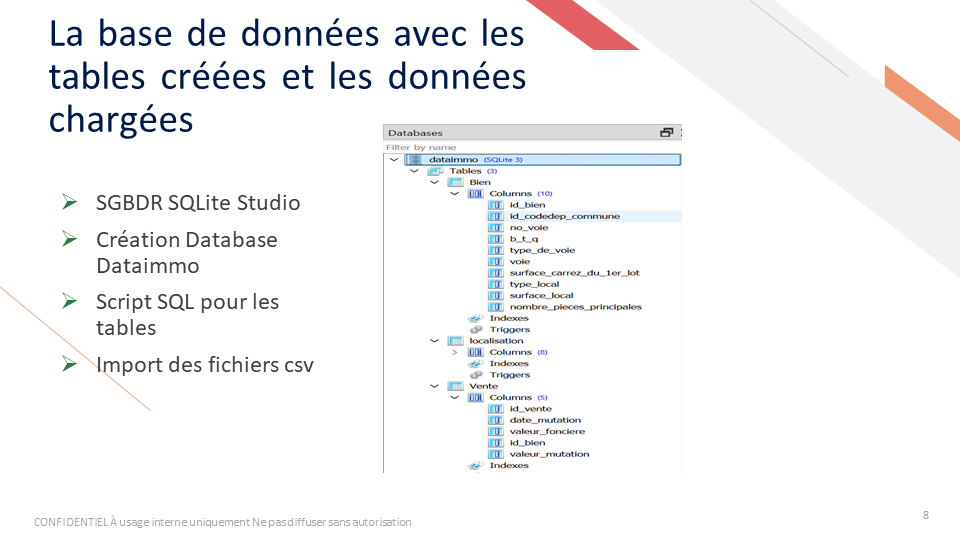 La base de données avec les
tables créées et les données
chargées
SGBDR SQLite Studio
Création Database
Dataimmo
Script SQL pour les
tables
Import des fichiers csv
Databases
Filter by name
dataimmo (SQLite 3)
Tables (3)
Bien
Columns (10)
id_bien
id_codedep_commune
no_voie
b_t_q
type_de_voie
voie
surface_carrez_du_1er_lot
type_local
surface_local
nombre_pieces_principales
Indexes
Triggers
localisation
Columns (8)
Indexes
Triggers
Vente
Columns (5)
id_vente
date_mutation
valeur_fonciere
id_bien
valeur_mutation
Indexes
CONFIDENTIEL À usage interne uniquement Ne pas diffuser sans autorisation
8